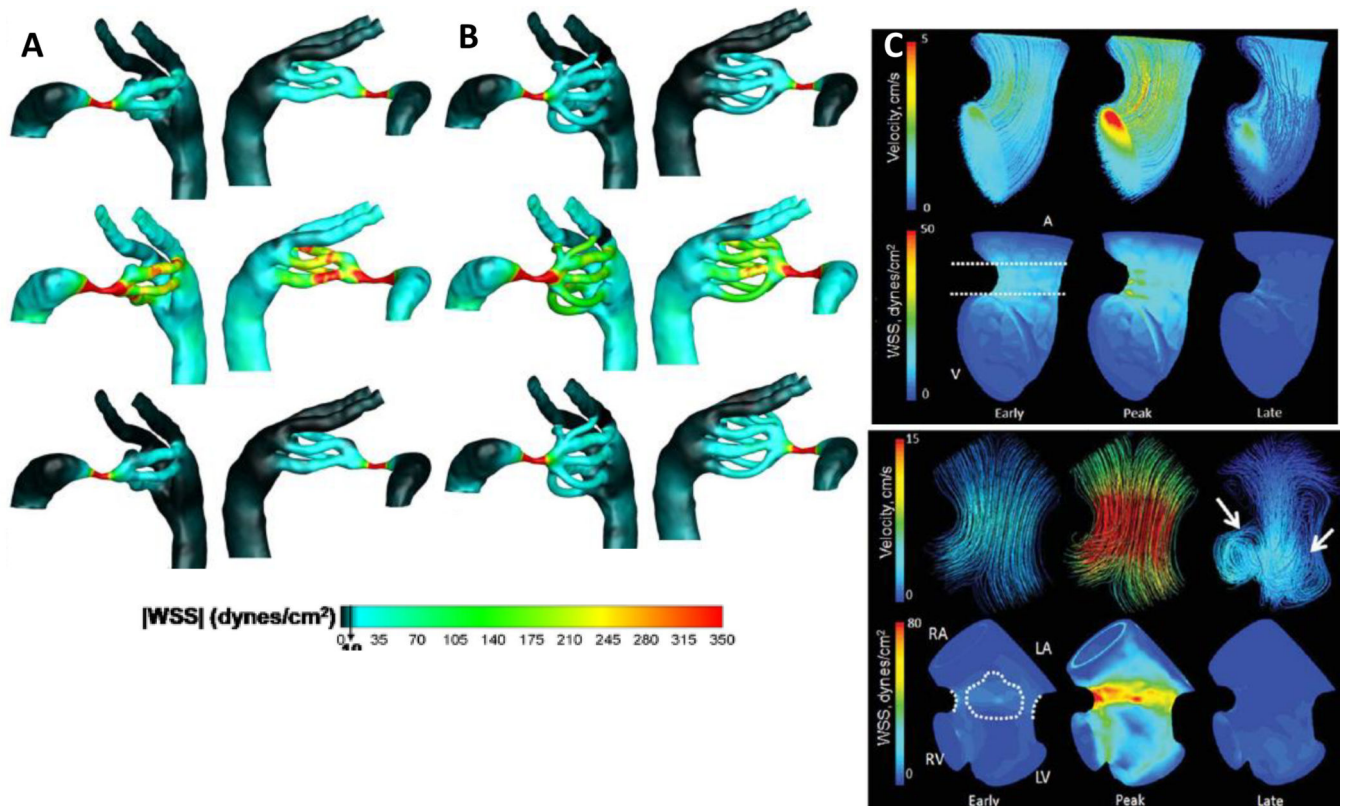 A
B
C
|WSS| (dynes/cm²)
0 35 70 105 140 175 210 245 280 315 350
5
Velocity, cm/s
0
A
50
WSS, dynes/cm²
0
V
Early Peak Late
15
Velocity, cm/s
0
80
WSS, dynes/cm²
0
RA
LA
RV
LV
Early Peak Late